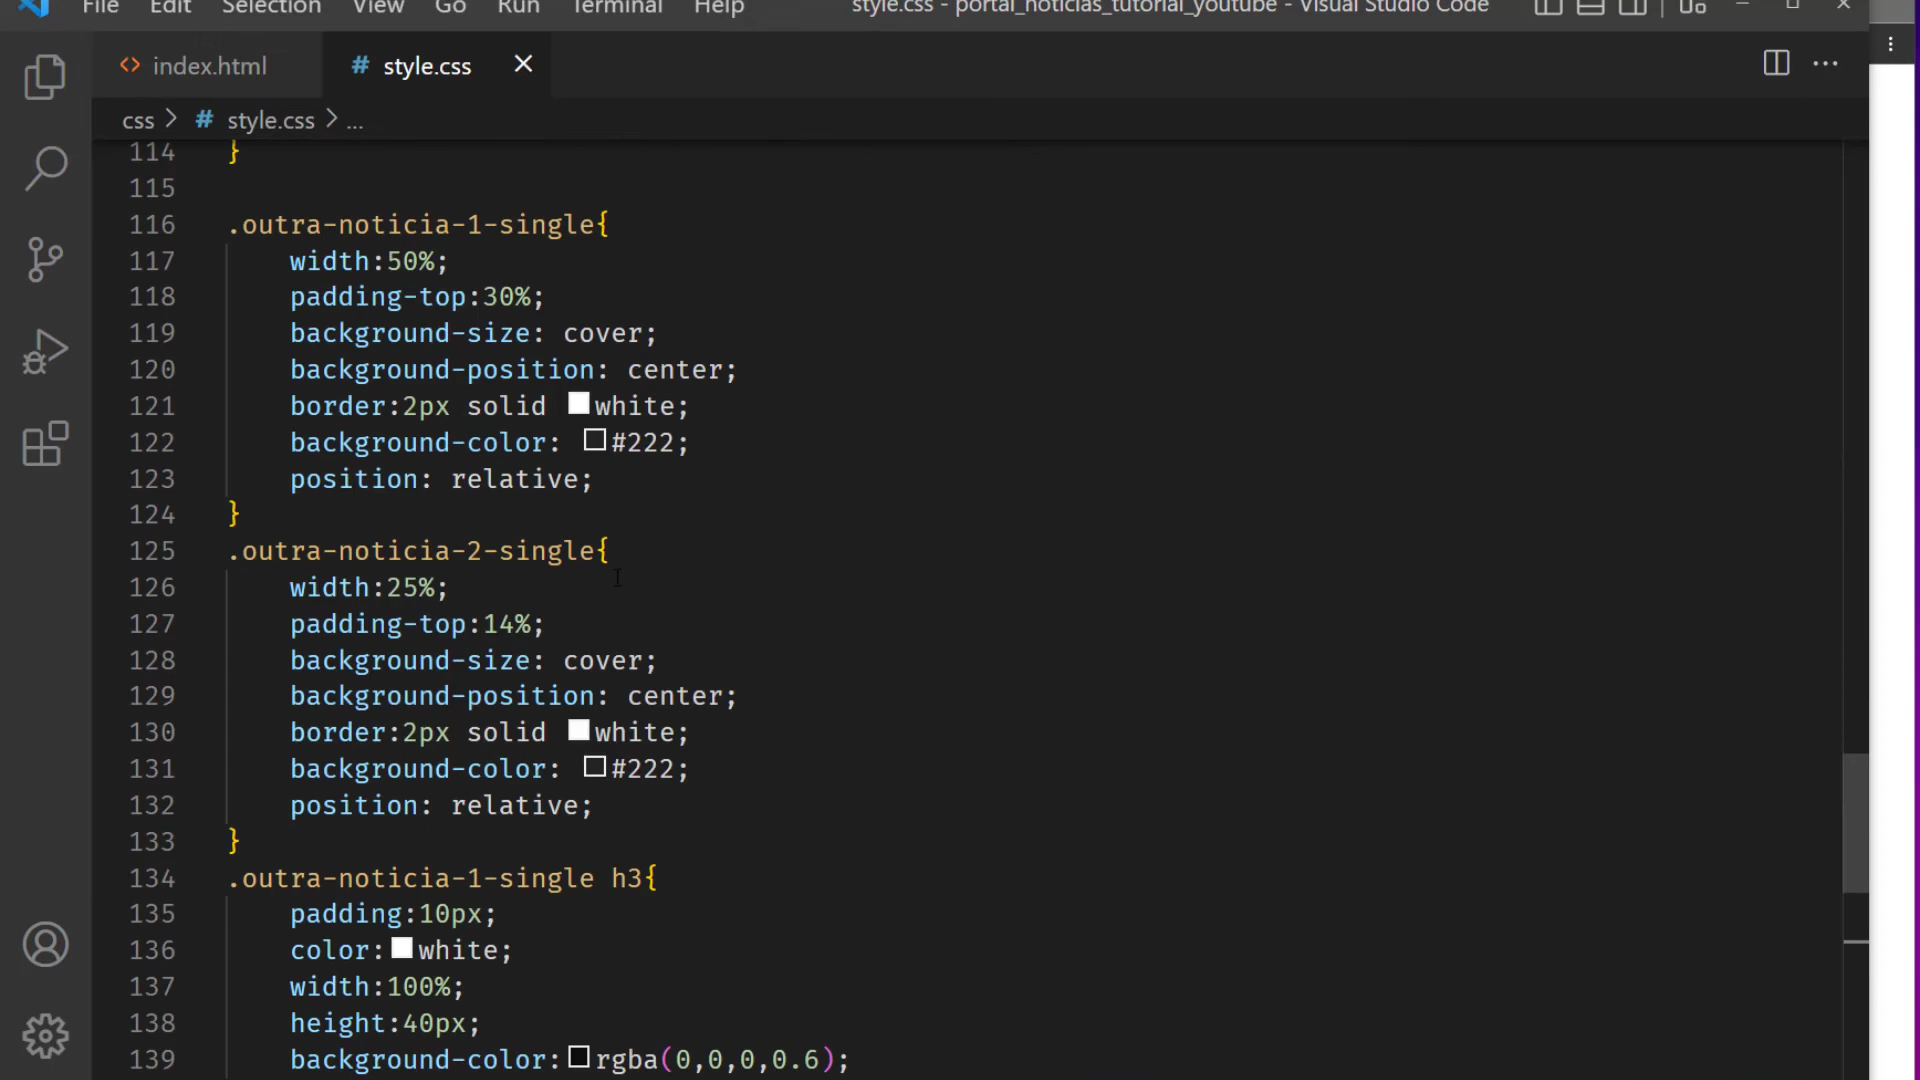 File Edit Selection View Go Run Terminal Help style.css - portal_noticias_tutorial_youtube - Visual Studio Code
<> index.html # style.css ×
css > # style.css > ...
114 }
115
116 .outra-noticia-1-single{
117 width:50%;
118 padding-top:30%;
119 background-size: cover;
120 background-position: center;
121 border:2px solid white;
122 background-color: #222;
123 position: relative;
124 }
125 .outra-noticia-2-single{
126 width:25%;
127 padding-top:14%;
128 background-size: cover;
129 background-position: center;
130 border:2px solid white;
131 background-color: #222;
132 position: relative;
133 }
134 .outra-noticia-1-single h3{
135 padding:10px;
136 color:white;
137 width:100%;
138 height:40px;
139 background-color:rgba(0,0,0,0.6);